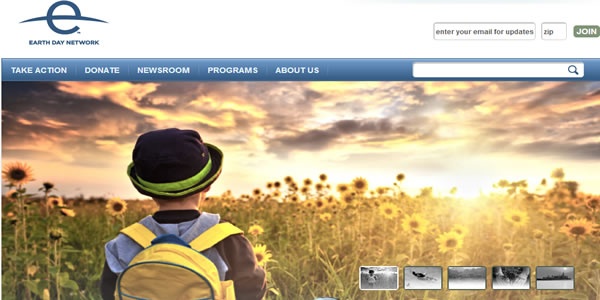 e
EARTH DAY NETWORK
enter your email for updates zip JOIN
TAKE ACTION DONATE NEWSROOM PROGRAMS ABOUT US